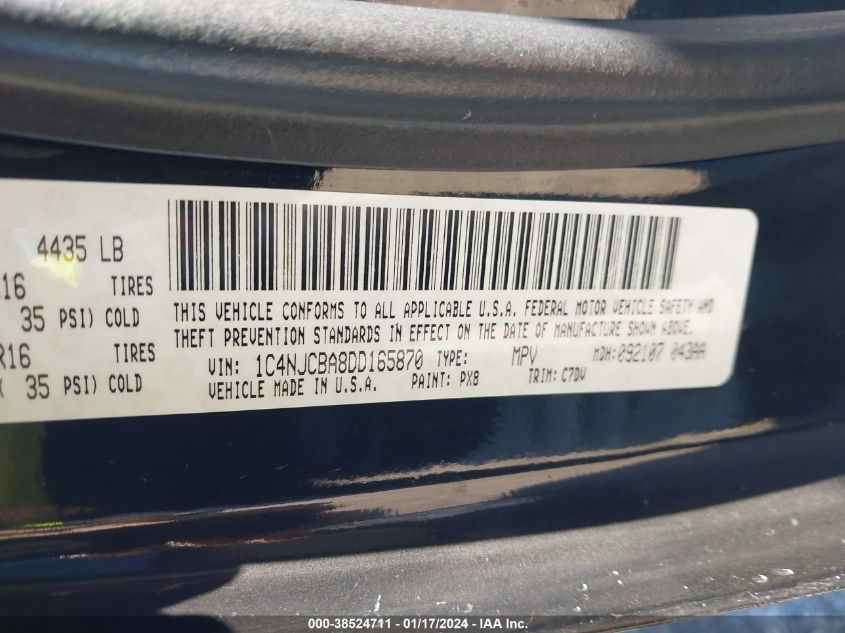 4435 LB
16 TIRES
35 PSI) COLD
R16 TIRES
( 35 PSI) COLD
THIS VEHICLE CONFORMS TO ALL APPLICABLE U.S.A. FEDERAL MOTOR VEHICLE SAFETY AND
THEFT PREVENTION STANDARDS IN EFFECT ON THE DATE OF MANUFACTURE SHOWN ABOVE.
VIN: 1C4NJCBA8DD165870 TYPE: MPV MDH:092107 043AA
VEHICLE MADE IN U.S.A. PAINT: PX8 TRIM: C7DV
000-38524711 - 01/17/2024 - IAA Inc.